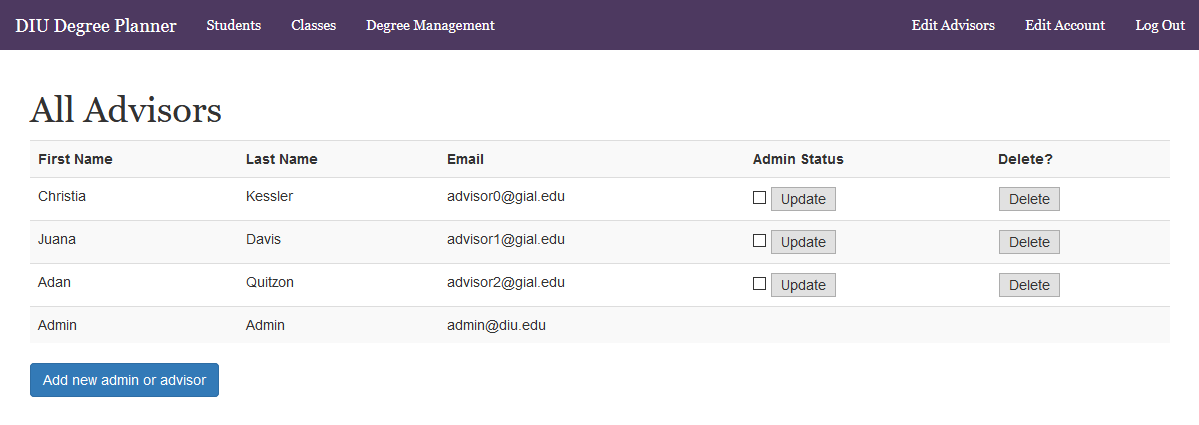 DIU Degree Planner Students Classes Degree Management Edit Advisors Edit Account Log Out
All Advisors
First Name Last Name Email Admin Status Delete?
Christia Kessler advisor0@gial.edu Update Delete
Juana Davis advisor1@gial.edu Update Delete
Adan Quitzon advisor2@gial.edu Update Delete
Admin Admin admin@diu.edu
Add new admin or advisor